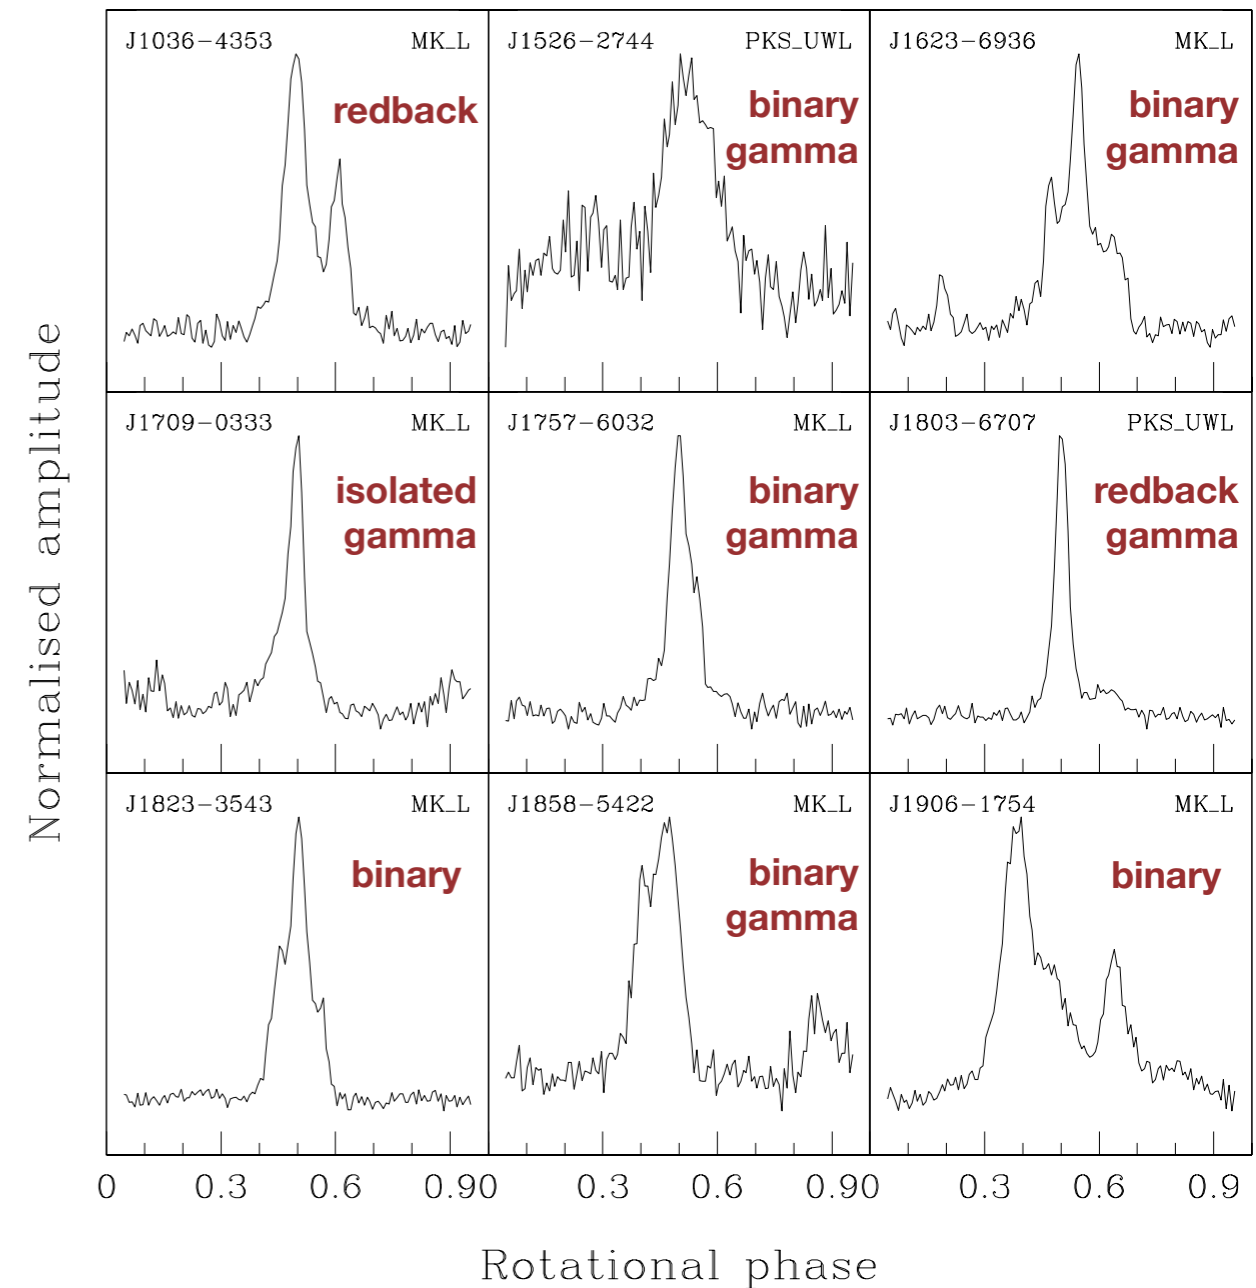 J1036−4353 MK_L
redback
J1526−2744 PKS_UWL
binary
gamma
J1623−6936 MK_L
binary
gamma
J1709−0333 MK_L
isolated
gamma
J1757−6032 MK_L
binary
gamma
J1803−6707 PKS_UWL
redback
gamma
J1823−3543 MK_L
binary
J1858−5422 MK_L
binary
gamma
J1906−1754 MK_L
binary
Normalised amplitude
0 0.3 0.6 0.90 0.3 0.6 0.90 0.3 0.6 0.9
Rotational phase